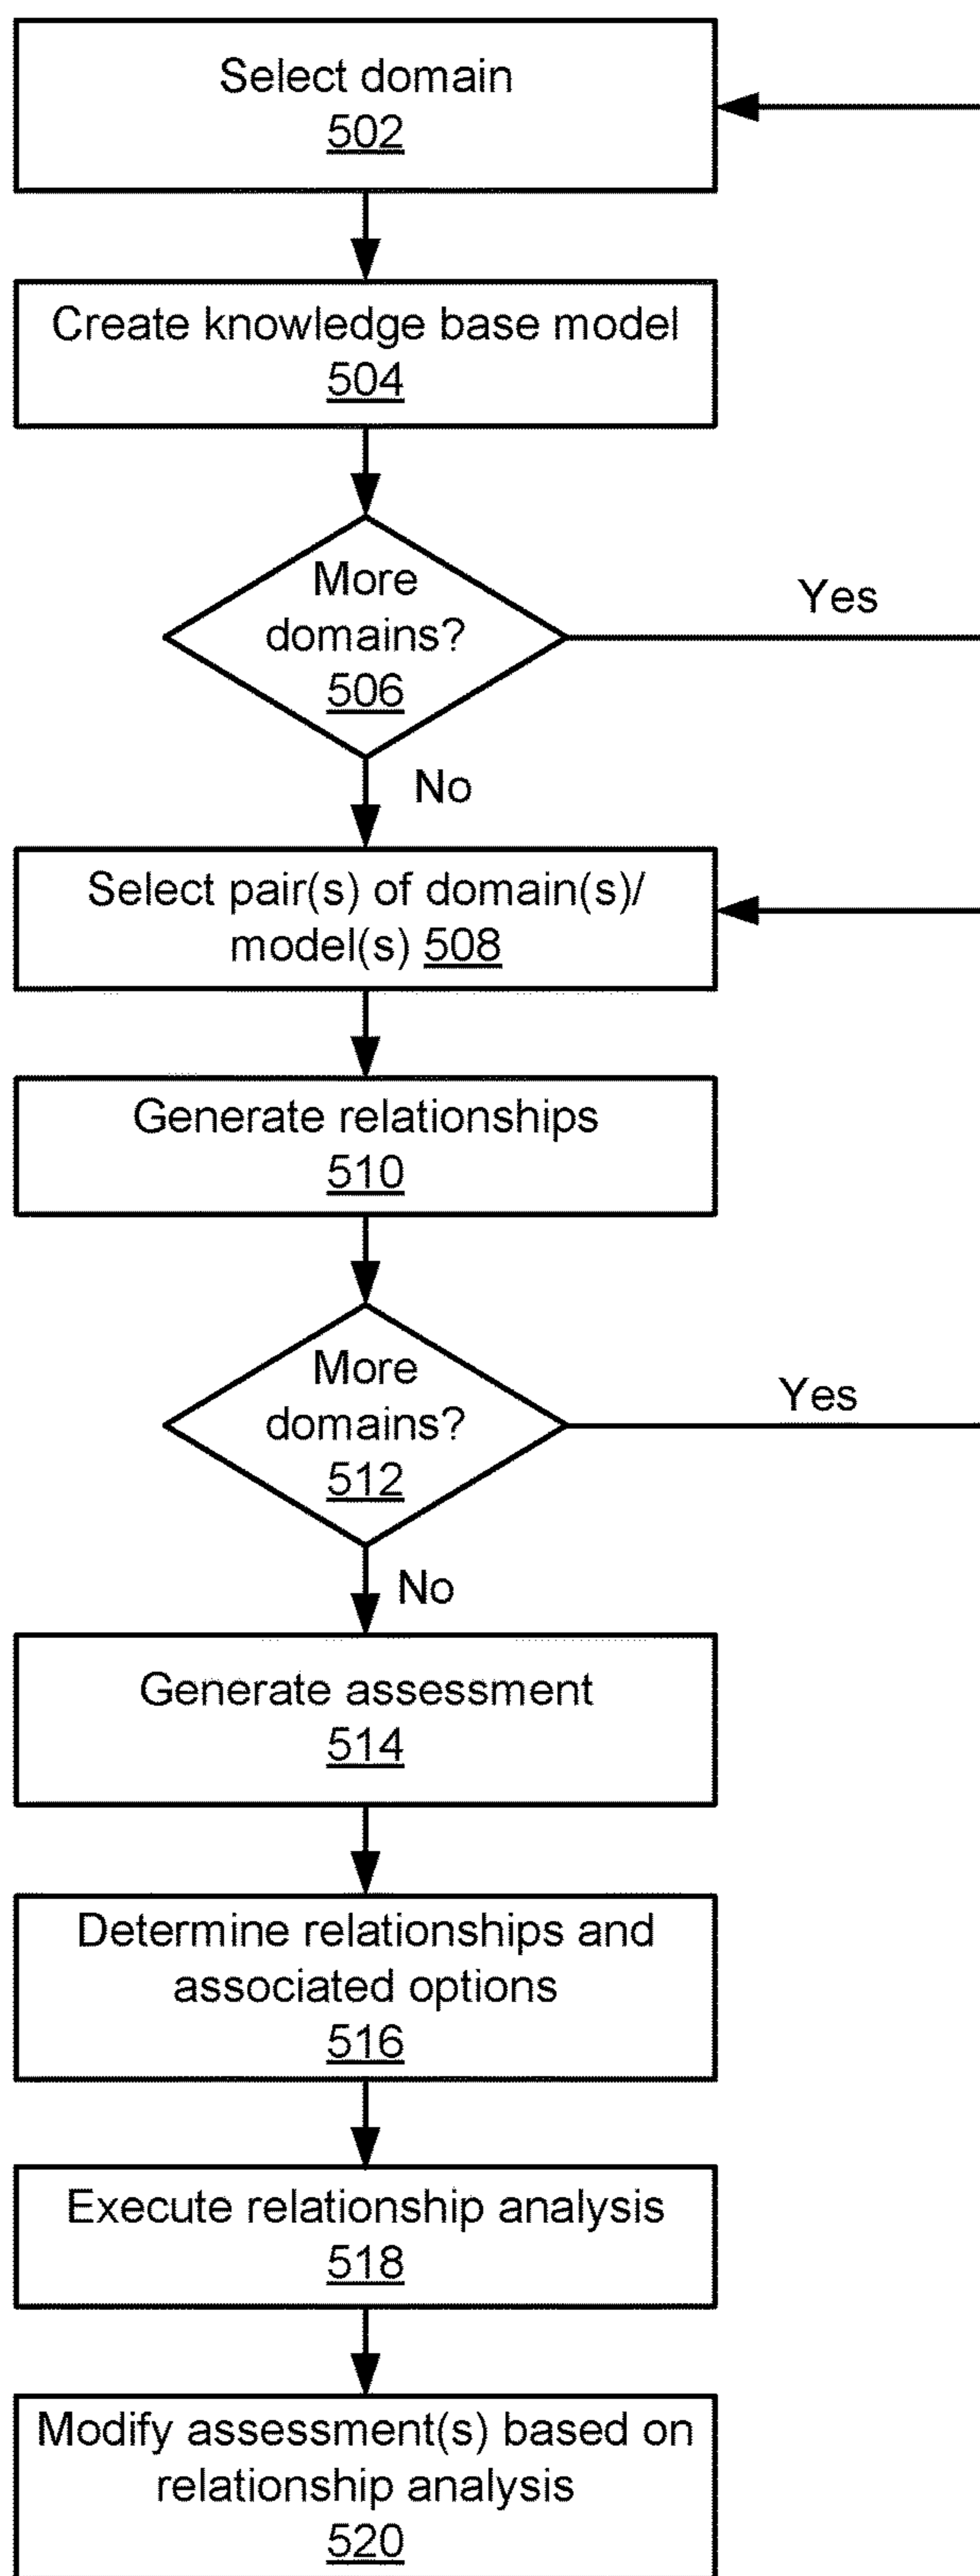 Select domain
502
Create knowledge base model
504
More
domains?
506
Yes
No
Select pair(s) of domain(s)/
model(s) 508
Generate relationships
510
More
domains?
512
Yes
No
Generate assessment
514
Determine relationships and
associated options
516
Execute relationship analysis
518
Modify assessment(s) based on
relationship analysis
520